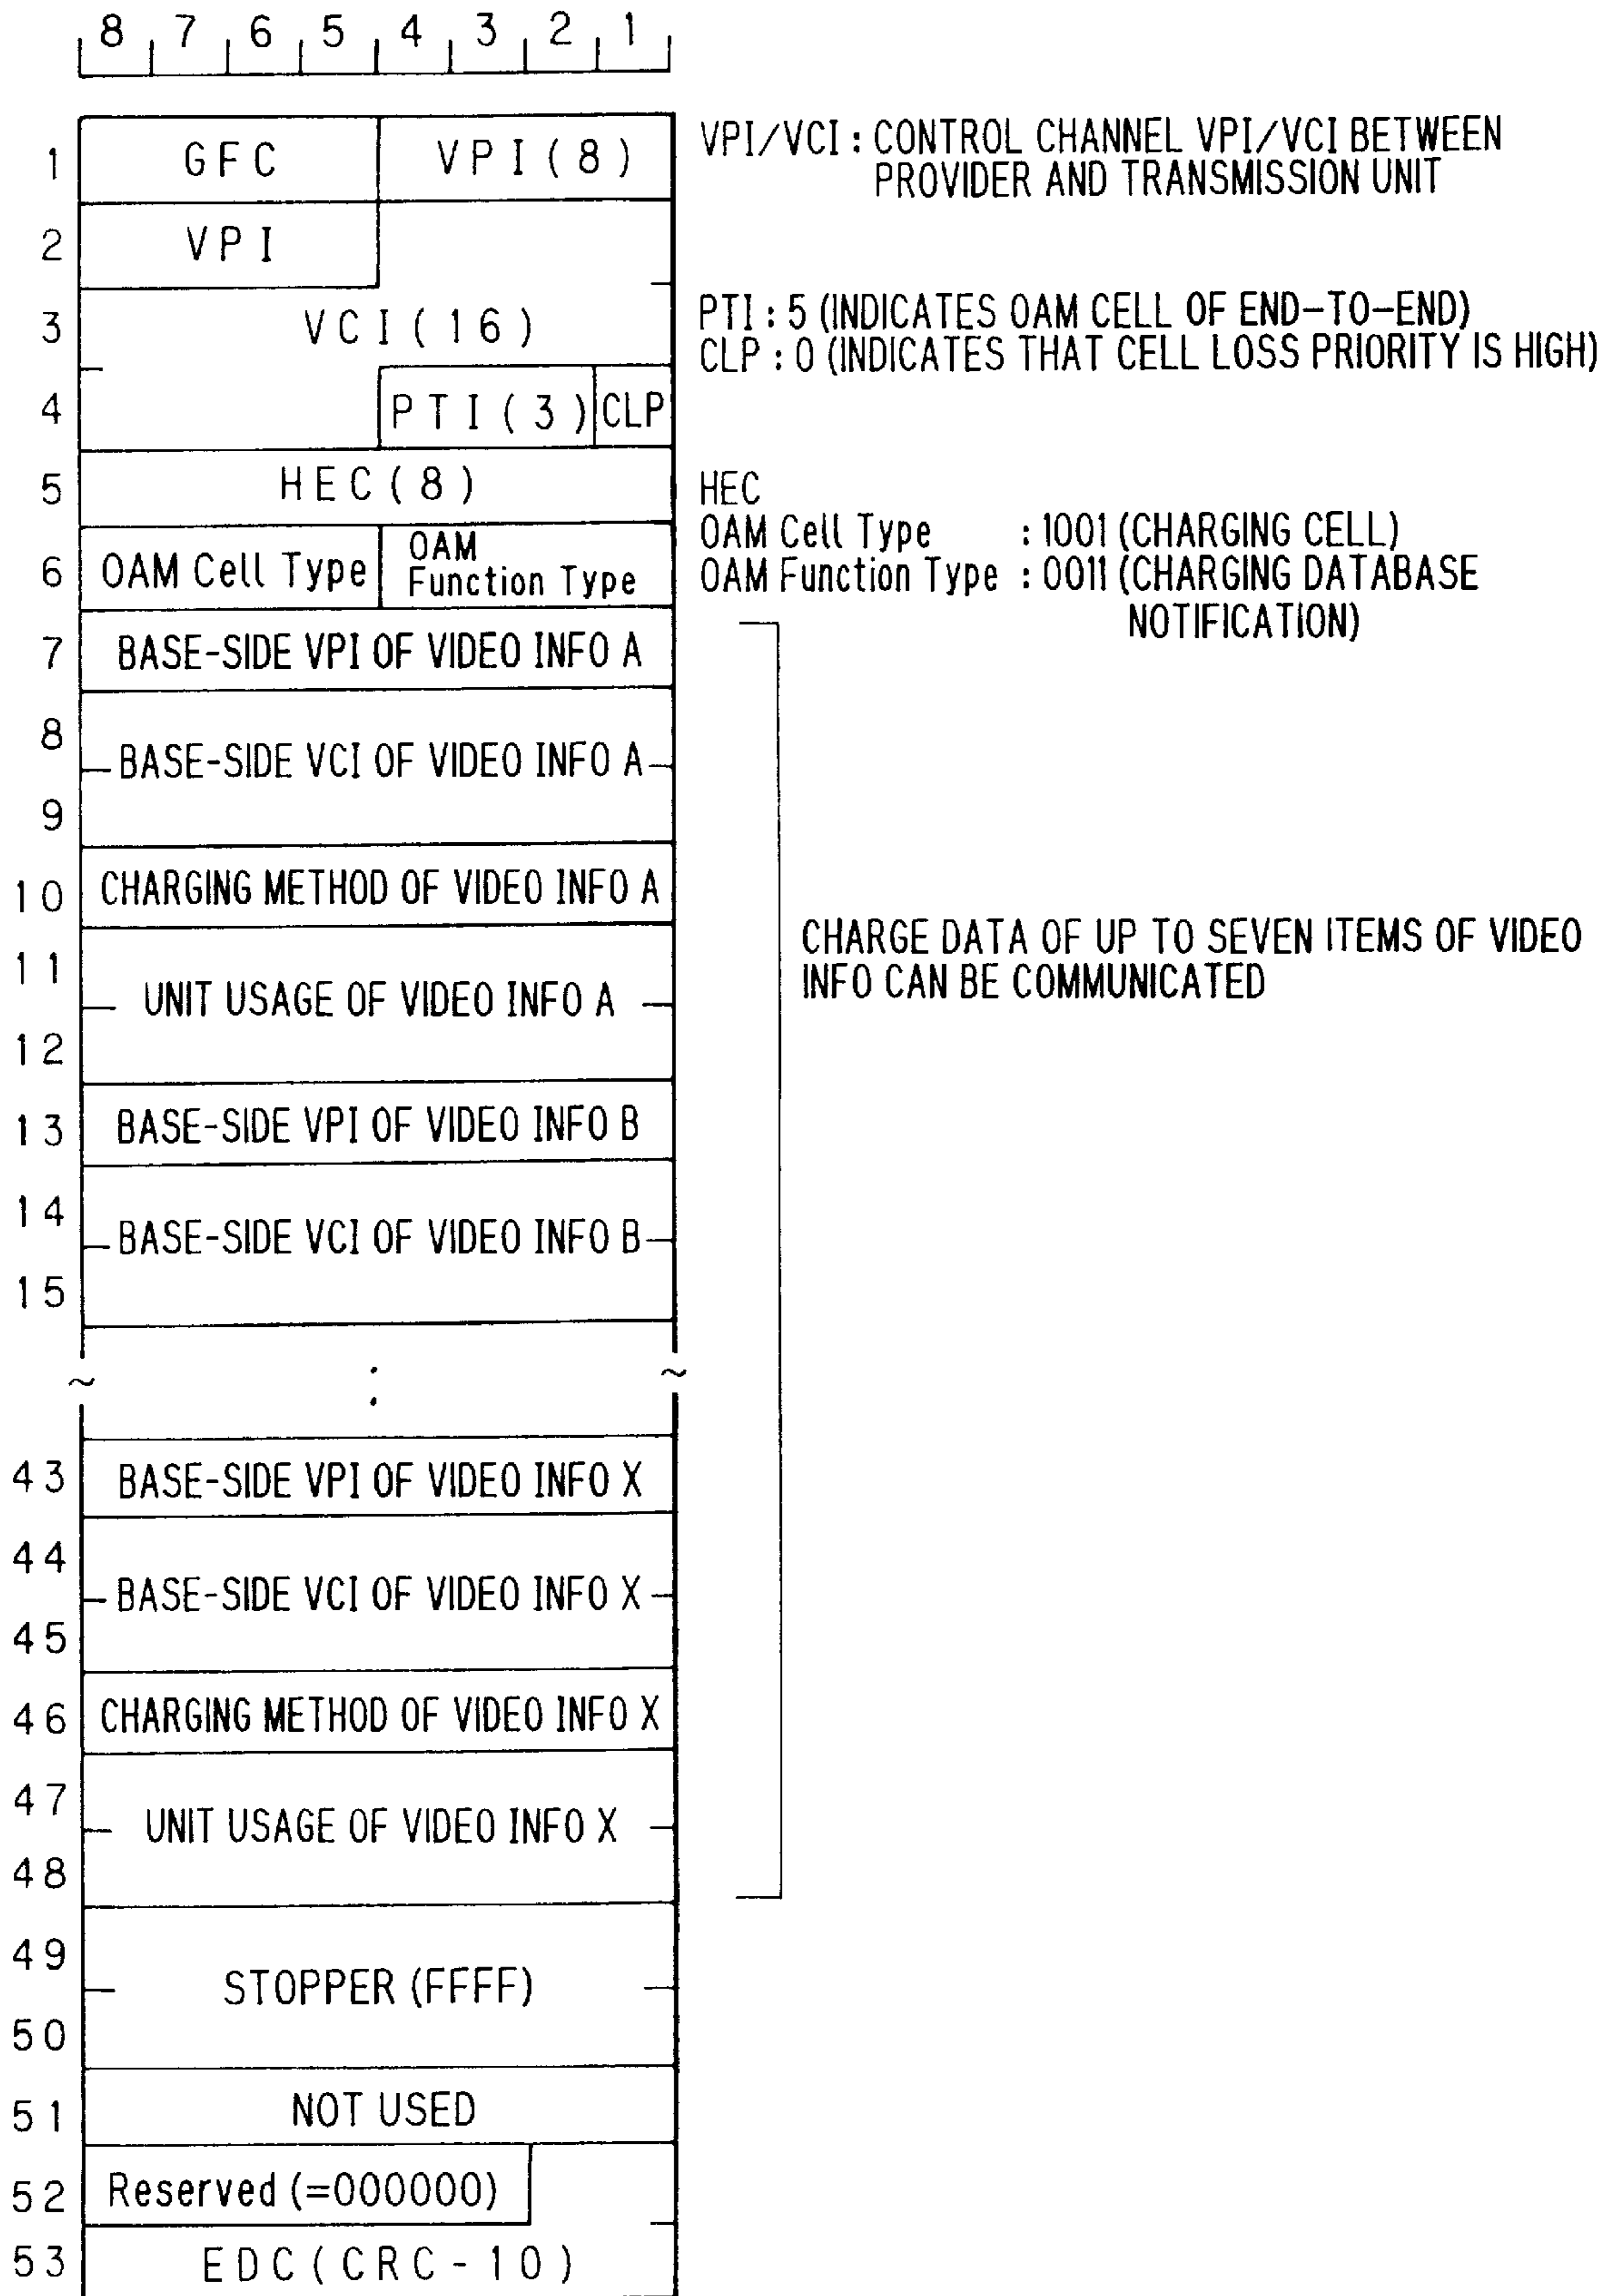 8 7 6 5 4 3 2 1
1 GFC VPI(8)
VPI/VCI : CONTROL CHANNEL VPI/VCI BETWEEN
PROVIDER AND TRANSMISSION UNIT
2 VPI
3 VCI(16)
PTI : 5 (INDICATES OAM CELL OF END-TO-END)
CLP : 0 (INDICATES THAT CELL LOSS PRIORITY IS HIGH)
4 PTI(3) CLP
5 HEC(8)
HEC
6 OAM Cell Type OAM
Function Type
OAM Cell Type : 1001 (CHARGING CELL)
OAM Function Type : 0011 (CHARGING DATABASE
NOTIFICATION)
7 BASE-SIDE VPI OF VIDEO INFO A
8
BASE-SIDE VCI OF VIDEO INFO A
9
10 CHARGING METHOD OF VIDEO INFO A
CHARGE DATA OF UP TO SEVEN ITEMS OF VIDEO
INFO CAN BE COMMUNICATED
11
UNIT USAGE OF VIDEO INFO A
12
13 BASE-SIDE VPI OF VIDEO INFO B
14
BASE-SIDE VCI OF VIDEO INFO B
15
43 BASE-SIDE VPI OF VIDEO INFO X
44
BASE-SIDE VCI OF VIDEO INFO X
45
46 CHARGING METHOD OF VIDEO INFO X
47
UNIT USAGE OF VIDEO INFO X
48
49
STOPPER (FFFF)
50
51 NOT USED
52 Reserved (=000000)
53 EDC(CRC-10)